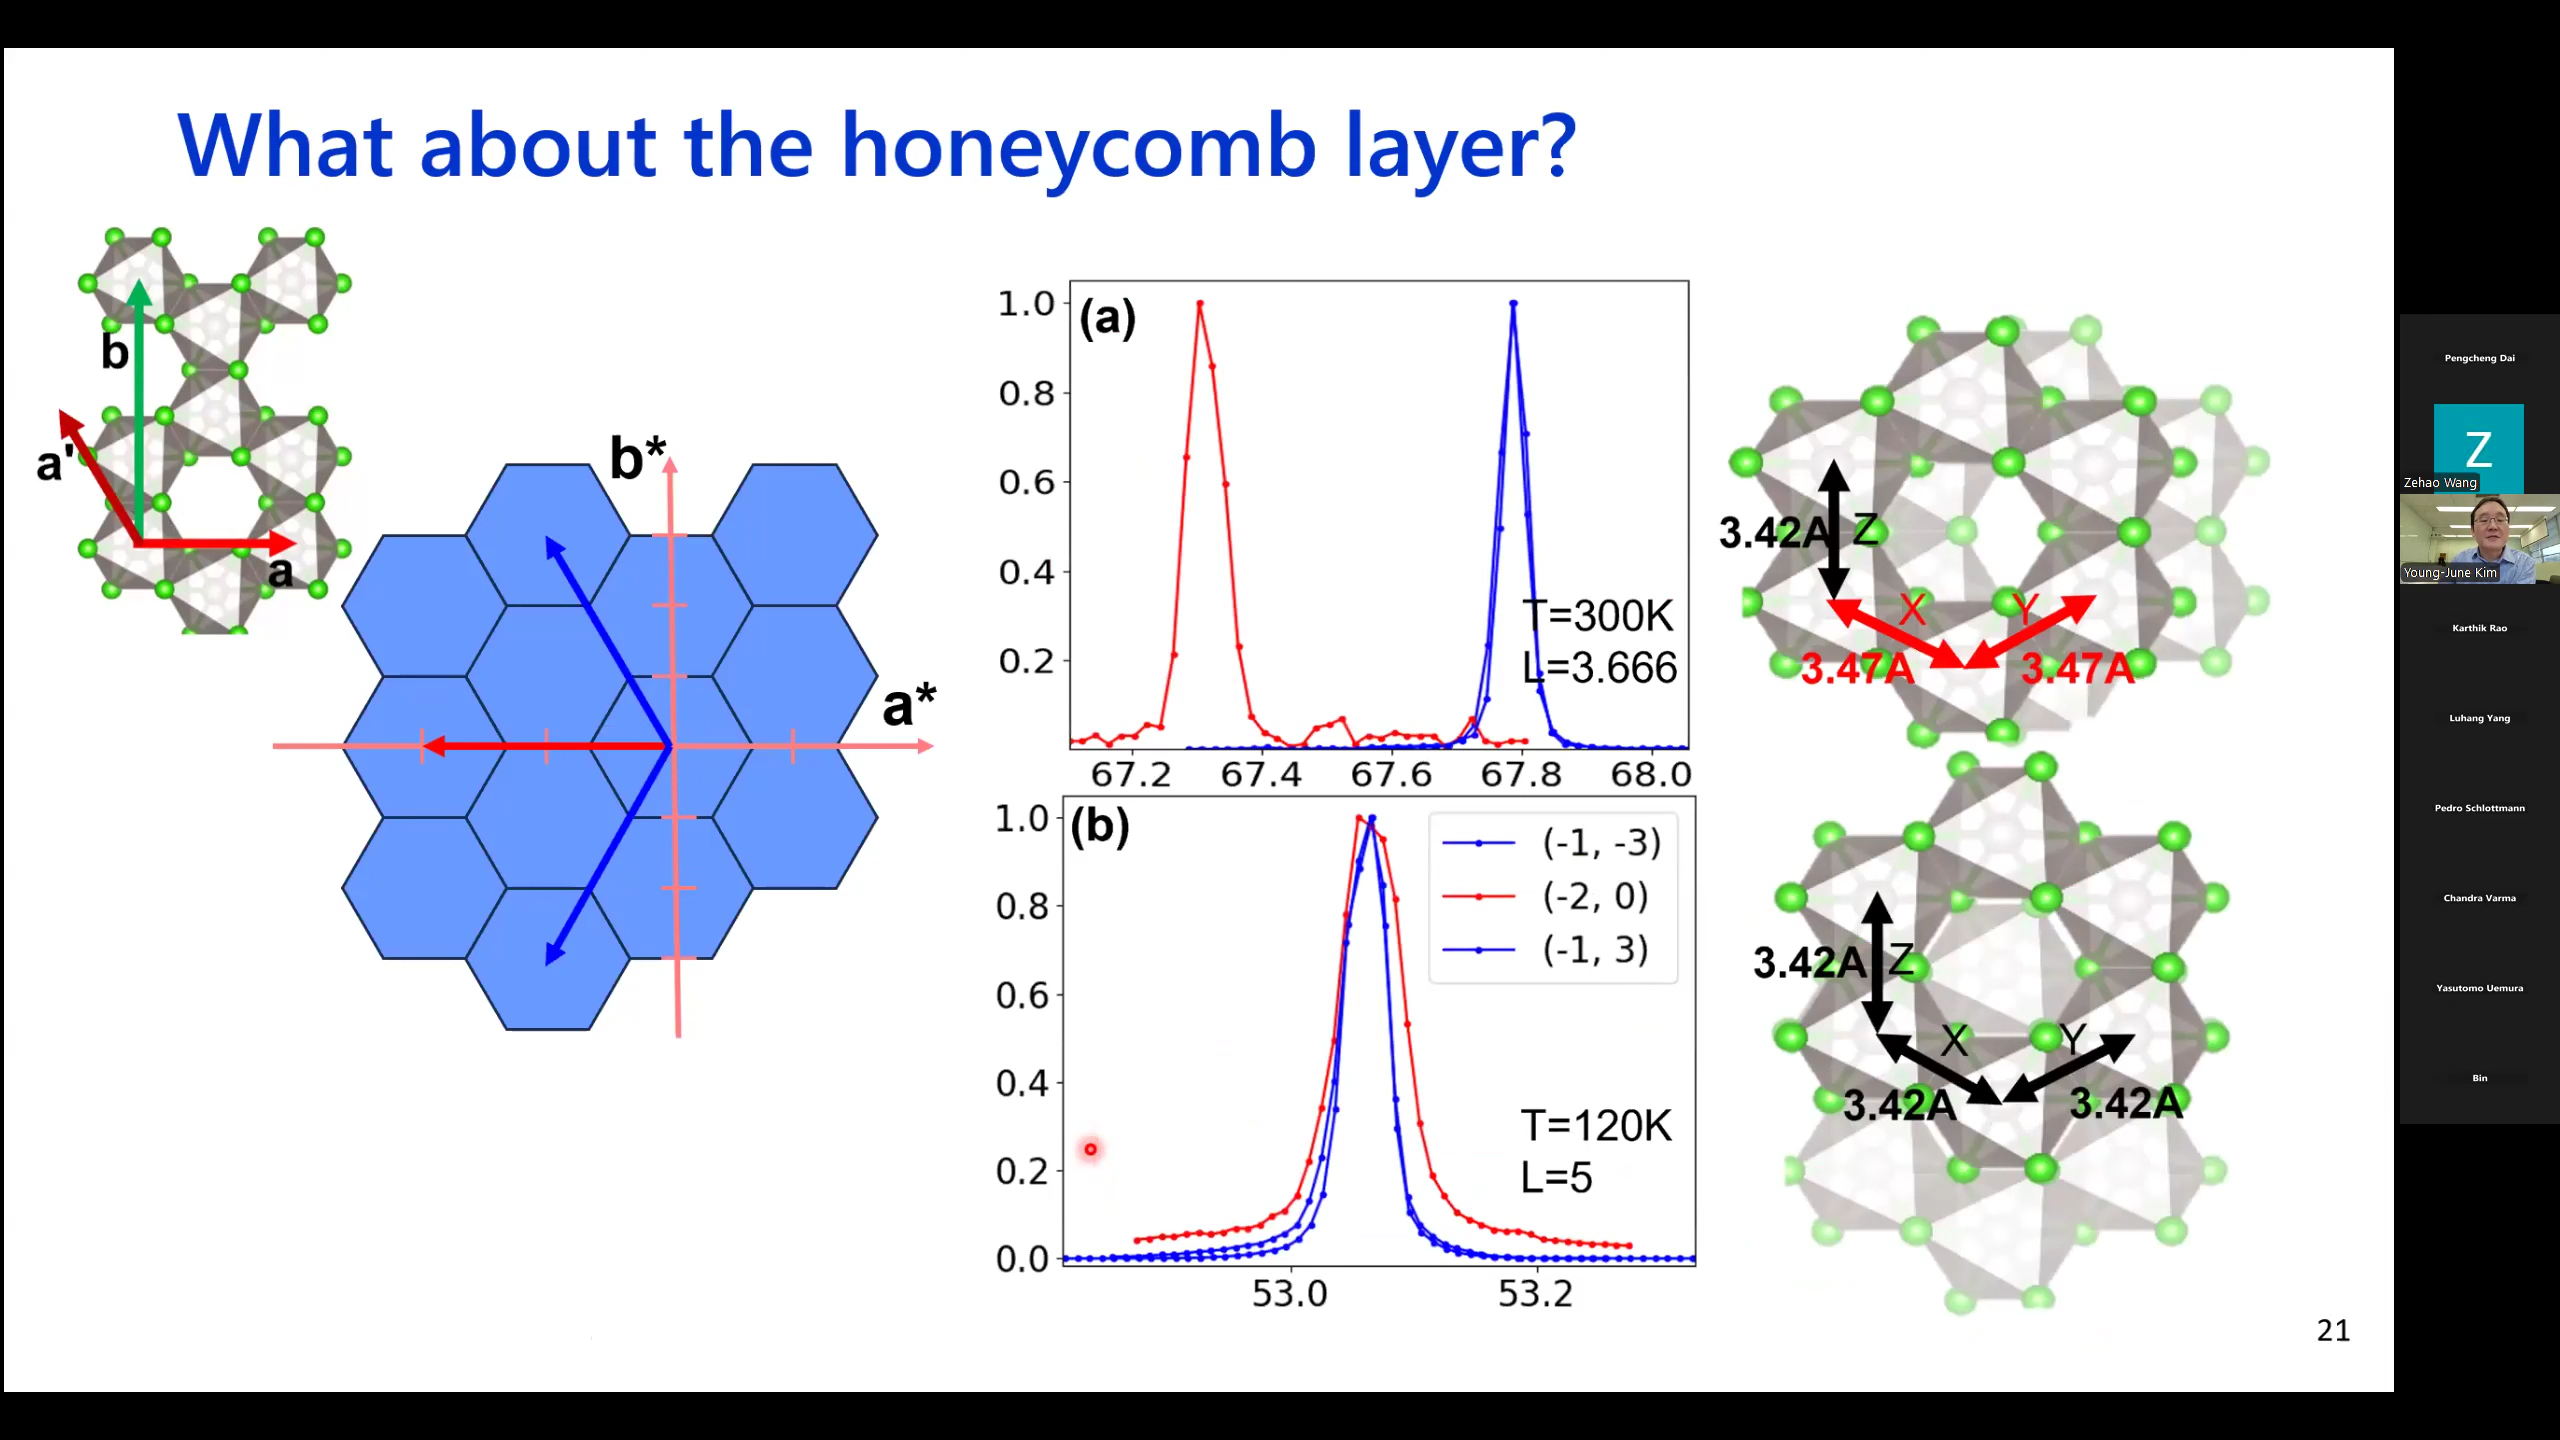 What about the honeycomb layer?
b
a'
a
b*
a*
(a)
1.0
0.8
0.6
0.4
0.2
T=300K
L=3.666
67.2 67.4 67.6 67.8 68.0
(b)
1.0
0.8
0.6
0.4
0.2
0.0
(-1, -3)
(-2, 0)
(-1, 3)
T=120K
L=5
53.0 53.2
3.42A Z
X Y
3.47A 3.47A
3.42A Z
X Y
3.42A 3.42A
21
Pengcheng Dai
Z
Zehao Wang
Young-June Kim
Karthik Rao
Luhang Yang
Pedro Schlottmann
Chandra Varma
Yasutomo Uemura
Bin